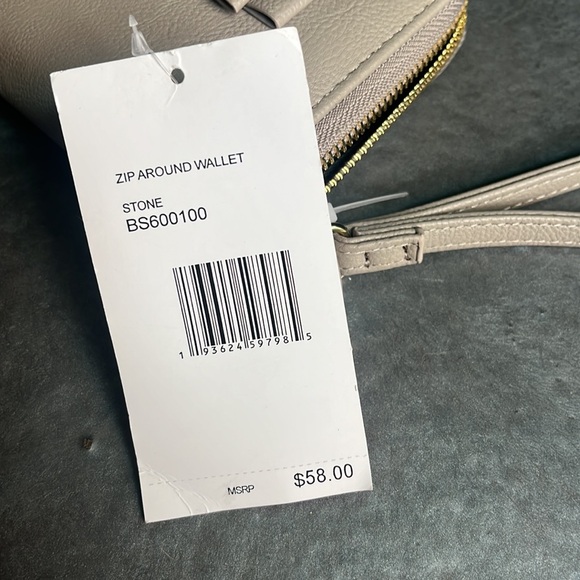 ZIP AROUND WALLET
STONE
BS600100
1 93624 59798 5
MSRP $58.00